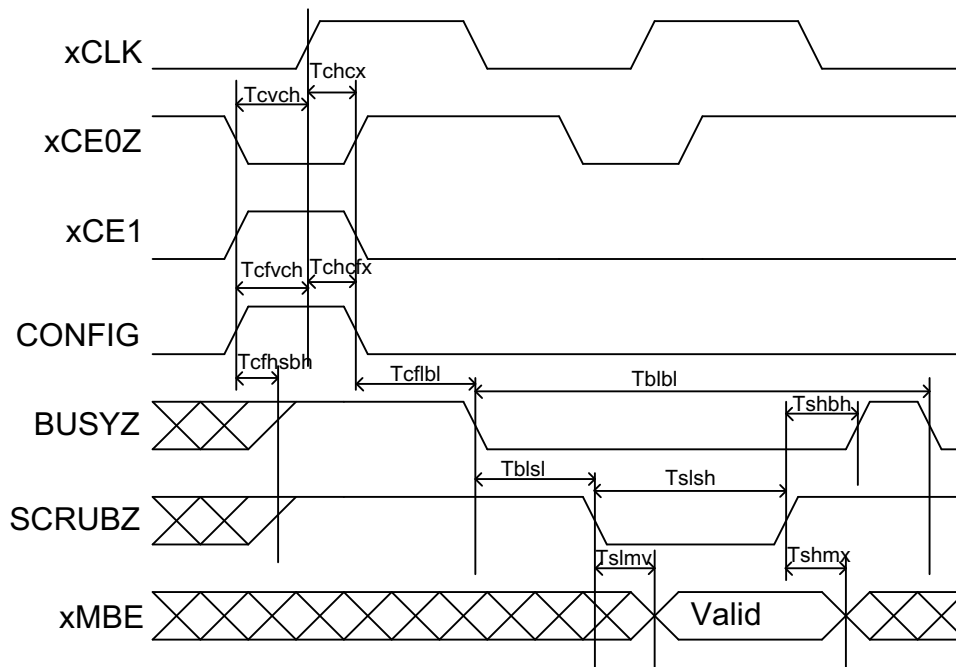 xCLK
Tchcx
Tcvch
xCE0Z
xCE1
Tcfvch
Tchcfx
CONFIG
Tcfhsbh
Tcflbl
Tblbl
Tshbh
BUSYZ
Tblsl
Tslsh
SCRUBZ
Tslmv
Tshmx
xMBE
Valid